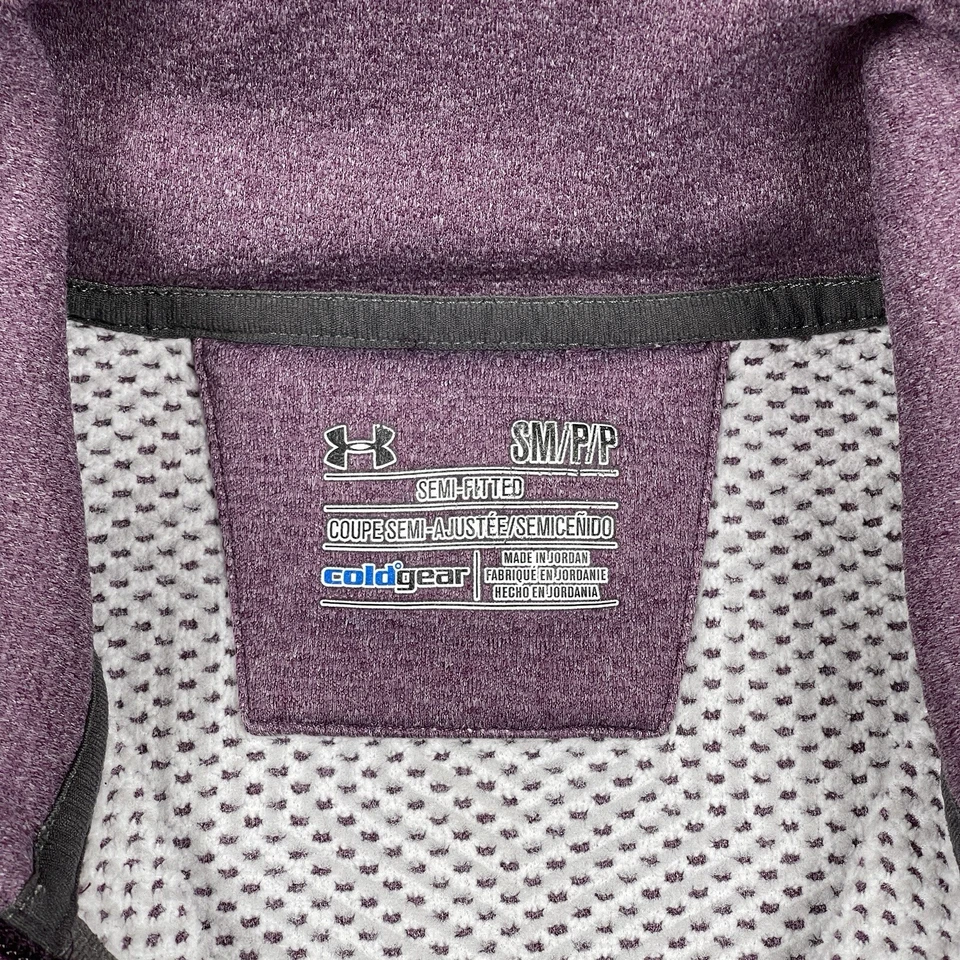 SM/P/P
SEMI-FITTED
COUPE SEMI-AJUSTÉE/SEMICEÑIDO
coldgear
MADE IN JORDAN
FABRIQUÉ EN JORDANIE
HECHO EN JORDANIA